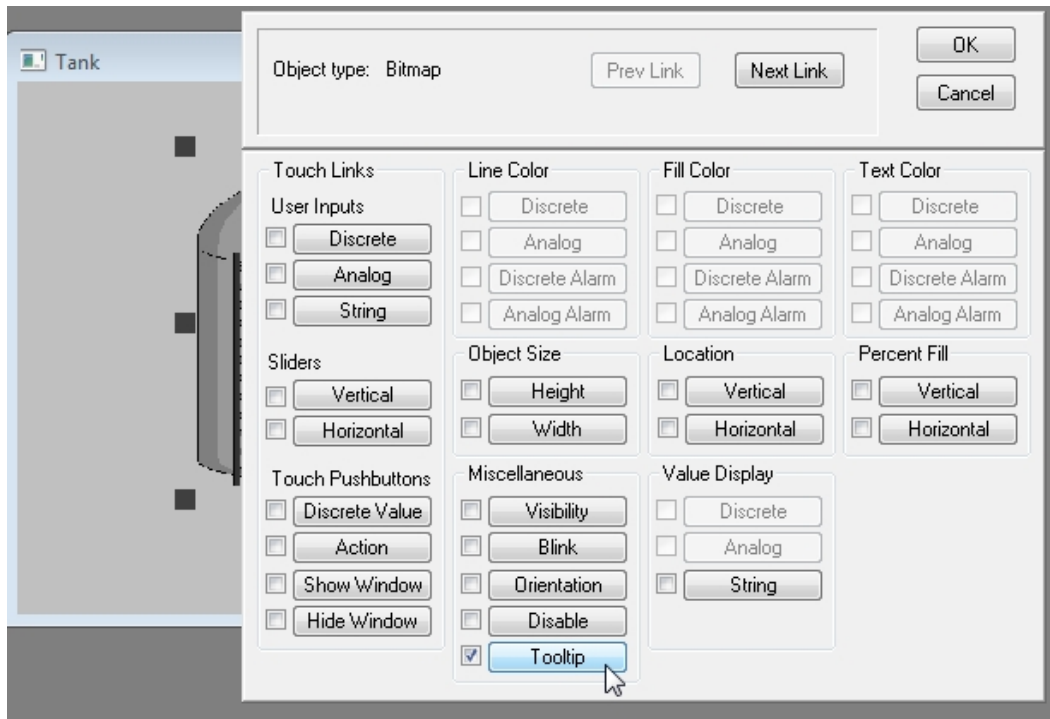 Tank
Object type: Bitmap
Prev Link
Next Link
OK
Cancel
Touch Links
User Inputs
Discrete
Analog
String
Sliders
Vertical
Horizontal
Touch Pushbuttons
Discrete Value
Action
Show Window
Hide Window
Line Color
Discrete
Analog
Discrete Alarm
Analog Alarm
Object Size
Height
Width
Miscellaneous
Visibility
Blink
Orientation
Disable
Tooltip
Fill Color
Discrete
Analog
Discrete Alarm
Analog Alarm
Location
Vertical
Horizontal
Value Display
Discrete
Analog
String
Text Color
Discrete
Analog
Discrete Alarm
Analog Alarm
Percent Fill
Vertical
Horizontal